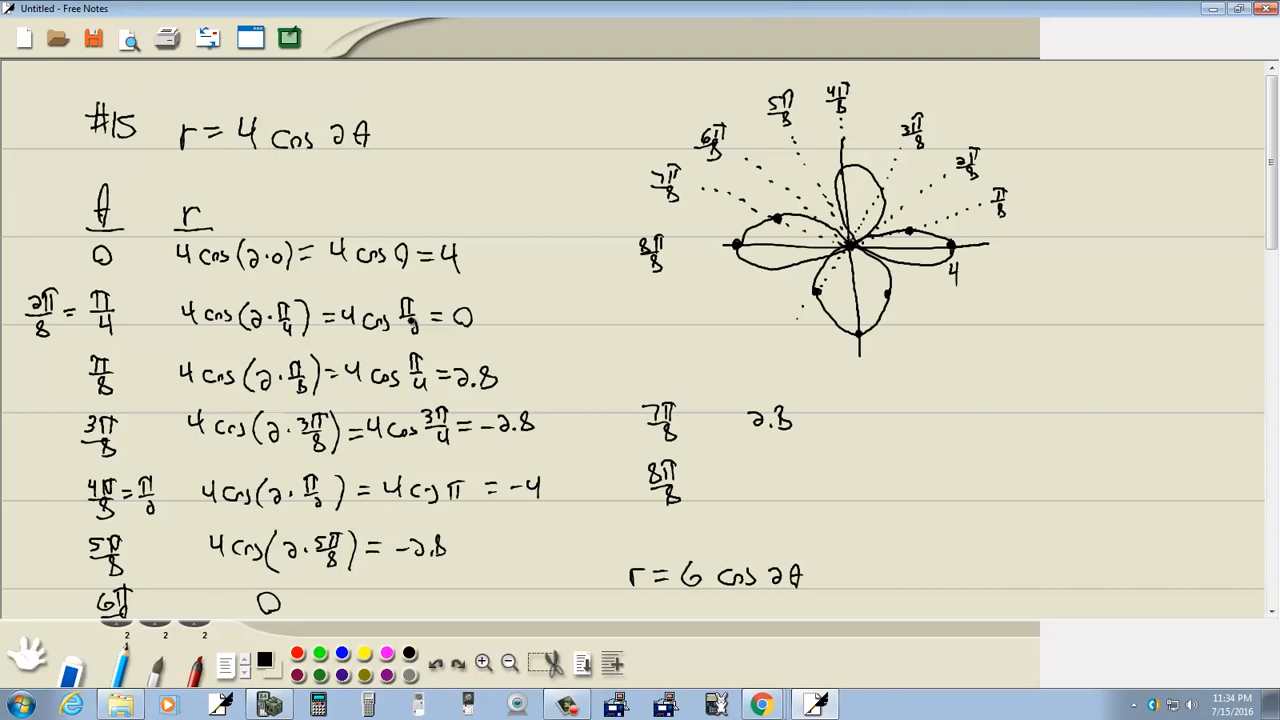 Untitled - Free Notes
#15 r = 4 cos 2θ
θ r
0 4 cos(2·0) = 4 cos 0 = 4
2π/8 = π/4 4 cos(2·π/4) = 4 cos π/2 = 0
π/8 4 cos(2·π/8) = 4 cos π/4 = 2.8
3π/8 4 cos(2·3π/8) = 4 cos 3π/4 = -2.8
4π/8 = π/2 4 cos(2·π/2) = 4 cos π = -4
5π/8 4 cos(2·5π/8) = -2.8
6π 0
π/8
2π/8
3π/8
4π/8
5π/8
6π/8
7π/8
8π/8
4
7π/8 2.8
8π/8
r = 6 cos 2θ
2 2 2
11:34 PM
7/15/2016